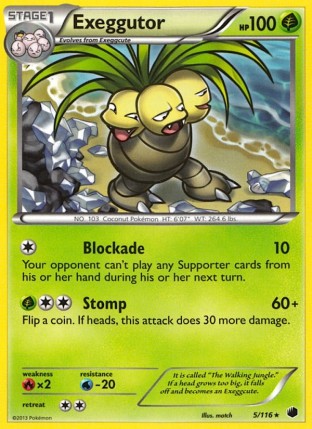 STAGE1 Exeggutor HP100
Evolves from Exeggcute
NO. 103 Coconut Pokémon HT: 6'07" WT: 264.6 lbs.
Blockade 10
Your opponent can't play any Supporter cards from
his or her hand during his or her next turn.
Stomp 60+
Flip a coin. If heads, this attack does 30 more damage.
weakness resistance
×2 -20
retreat
It is called "The Walking Jungle."
If a head grows too big, it falls
off and becomes an Exeggcute.
©2013 Pokémon Illus. match 5/116 ★